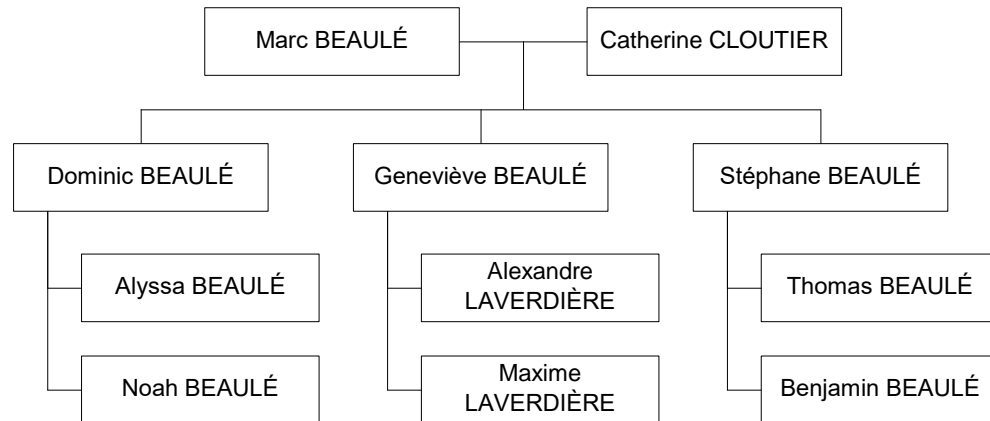 Marc BEAULÉ
Catherine CLOUTIER
Dominic BEAULÉ
Geneviève BEAULÉ
Stéphane BEAULÉ
Alyssa BEAULÉ
Alexandre
LAVERDIÈRE
Thomas BEAULÉ
Noah BEAULÉ
Maxime
LAVERDIÈRE
Benjamin BEAULÉ